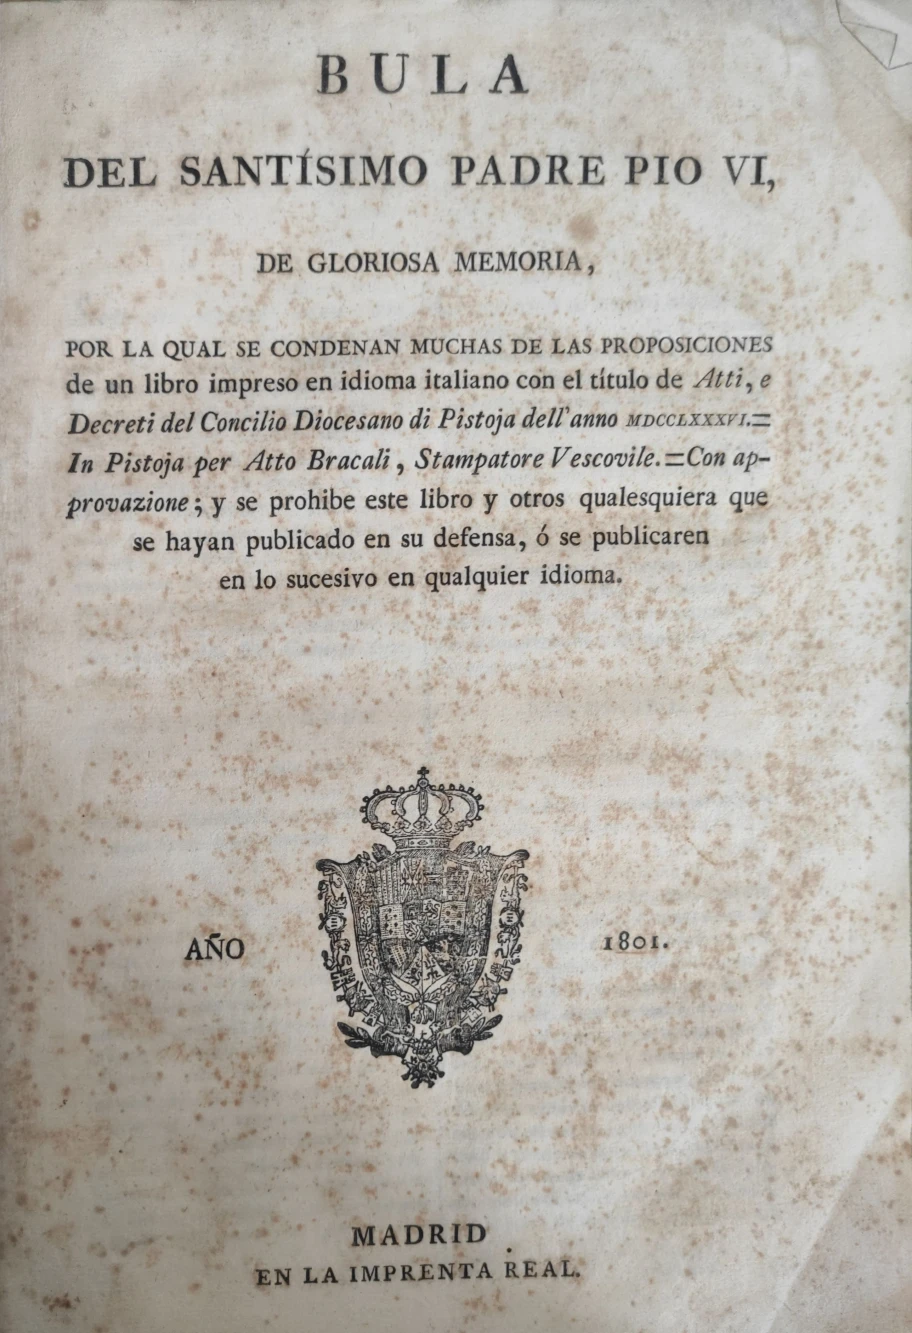 BULA
DEL SANTÍSIMO PADRE PIO VI,
DE GLORIOSA MEMORIA,
POR LA QUAL SE CONDENAN MUCHAS DE LAS PROPOSICIONES
de un libro impreso en idioma italiano con el título de Atti, e
Decreti del Concilio Diocesano di Pistoja dell'anno MDCCLXXXVI.=
In Pistoja per Atto Bracali, Stampatore Vescovile.=Con ap-
provazione; y se prohibe este libro y otros qualesquiera que
se hayan publicado en su defensa, ó se publicaren
en lo sucesivo en qualquier idioma.
AÑO 1801.
MADRID
EN LA IMPRENTA REAL.